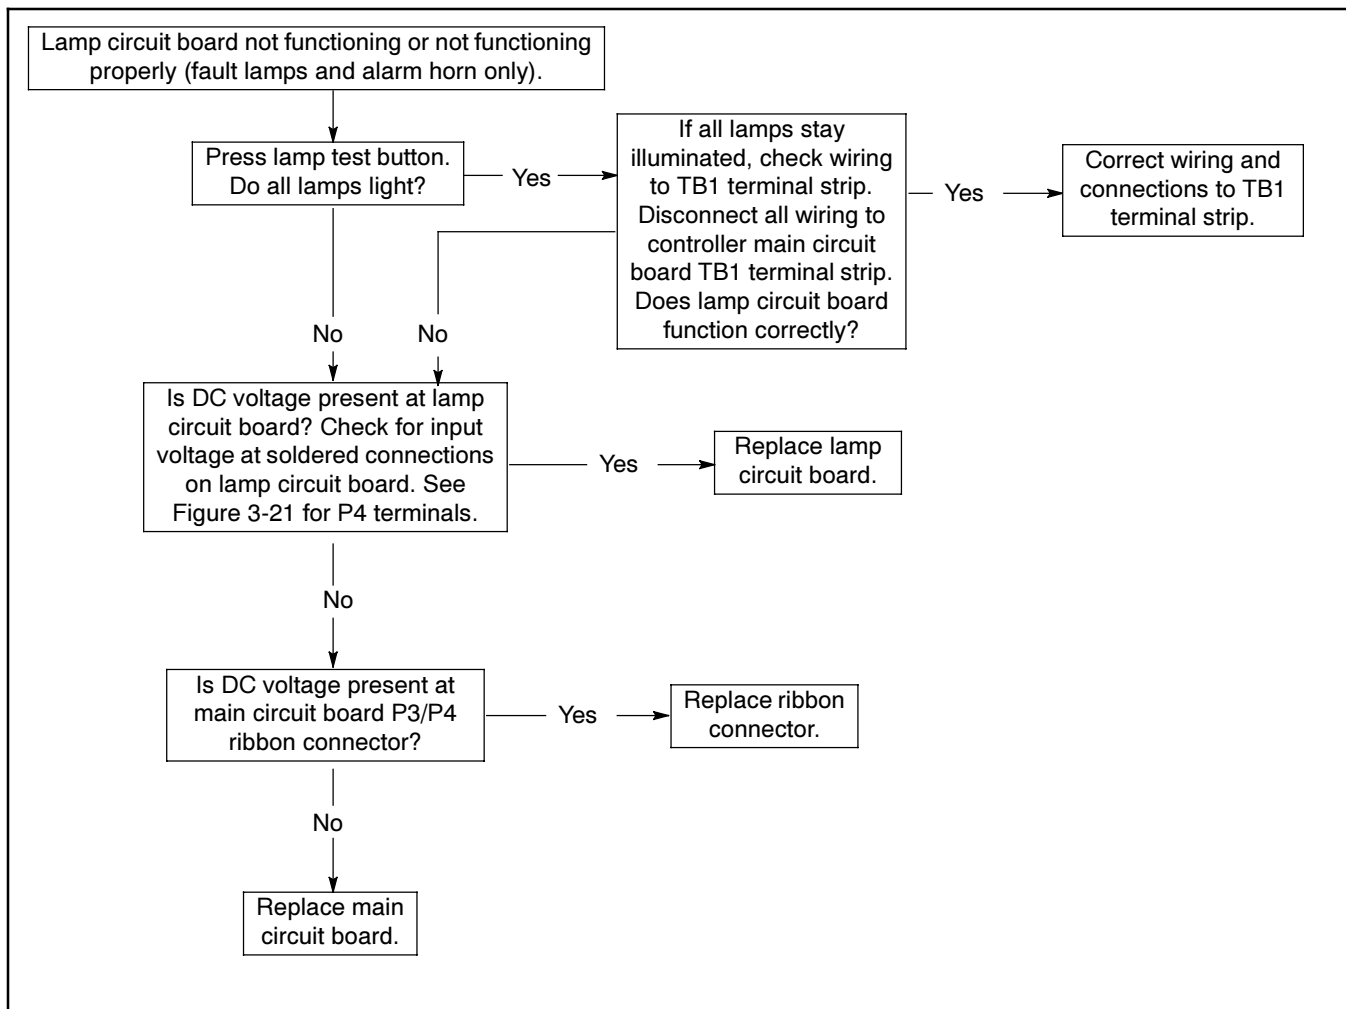 Lamp circuit board not functioning or not functioning
properly (fault lamps and alarm horn only).
Press lamp test button.
Do all lamps light?
Yes
If all lamps stay
illuminated, check wiring
to TB1 terminal strip.
Disconnect all wiring to
controller main circuit
board TB1 terminal strip.
Does lamp circuit board
function correctly?
Yes
Correct wiring and
connections to TB1
terminal strip.
No
No
Is DC voltage present at lamp
circuit board? Check for input
voltage at soldered connections
on lamp circuit board. See
Figure 3-21 for P4 terminals.
Yes
Replace lamp
circuit board.
No
Is DC voltage present at
main circuit board P3/P4
ribbon connector?
Yes
Replace ribbon
connector.
No
Replace main
circuit board.